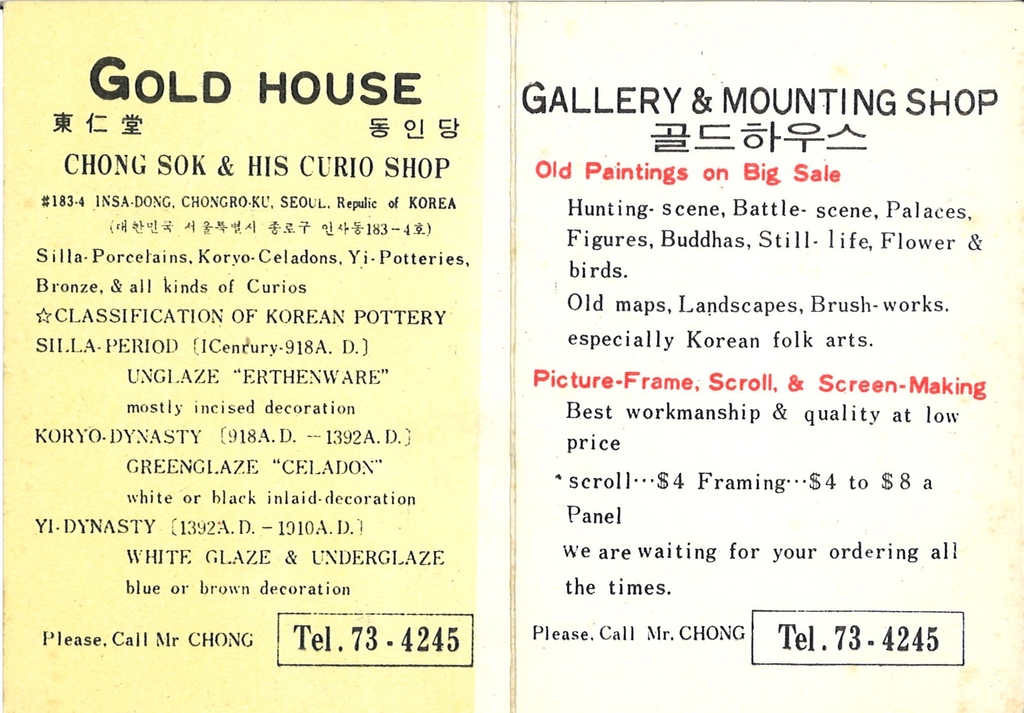 GOLD HOUSE
東仁堂 동인당
CHONG SOK & HIS CURIO SHOP
#183-4 INSA-DONG, CHONGRO-KU, SEOUL, Repulic of KOREA
(대한민국 서울특별시 종로구 인사동183-4호)
Silla-Porcelains, Koryo-Celadons, Yi-Potteries,
Bronze, & all kinds of Curios
☆CLASSIFICATION OF KOREAN POTTERY
SILLA-PERIOD [ICenrury-918A. D.]
UNGLAZE "ERTHENWARE"
mostly incised decoration
KORYO-DYNASTY [918A. D. -1392A. D.]
GREENGLAZE "CELADON"
white or black inlaid-decoration
YI-DYNASTY [1392A. D. - 1910A. D.]
WHITE GLAZE & UNDERGLAZE
blue or brown decoration
Please, Call Mr CHONG Tel. 73-4245
GALLERY & MOUNTING SHOP
골드하우스
Old Paintings on Big Sale
Hunting-scene, Battle-scene, Palaces,
Figures, Buddhas, Still-life, Flower &
birds.
Old maps, Landscapes, Brush-works.
especially Korean folk arts.
Picture-Frame, Scroll, & Screen-Making
Best workmanship & quality at low
price
* scroll…$4 Framing…$4 to $8 a
Panel
We are waiting for your ordering all
the times.
Please. Call Mr. CHONG Tel. 73-4245